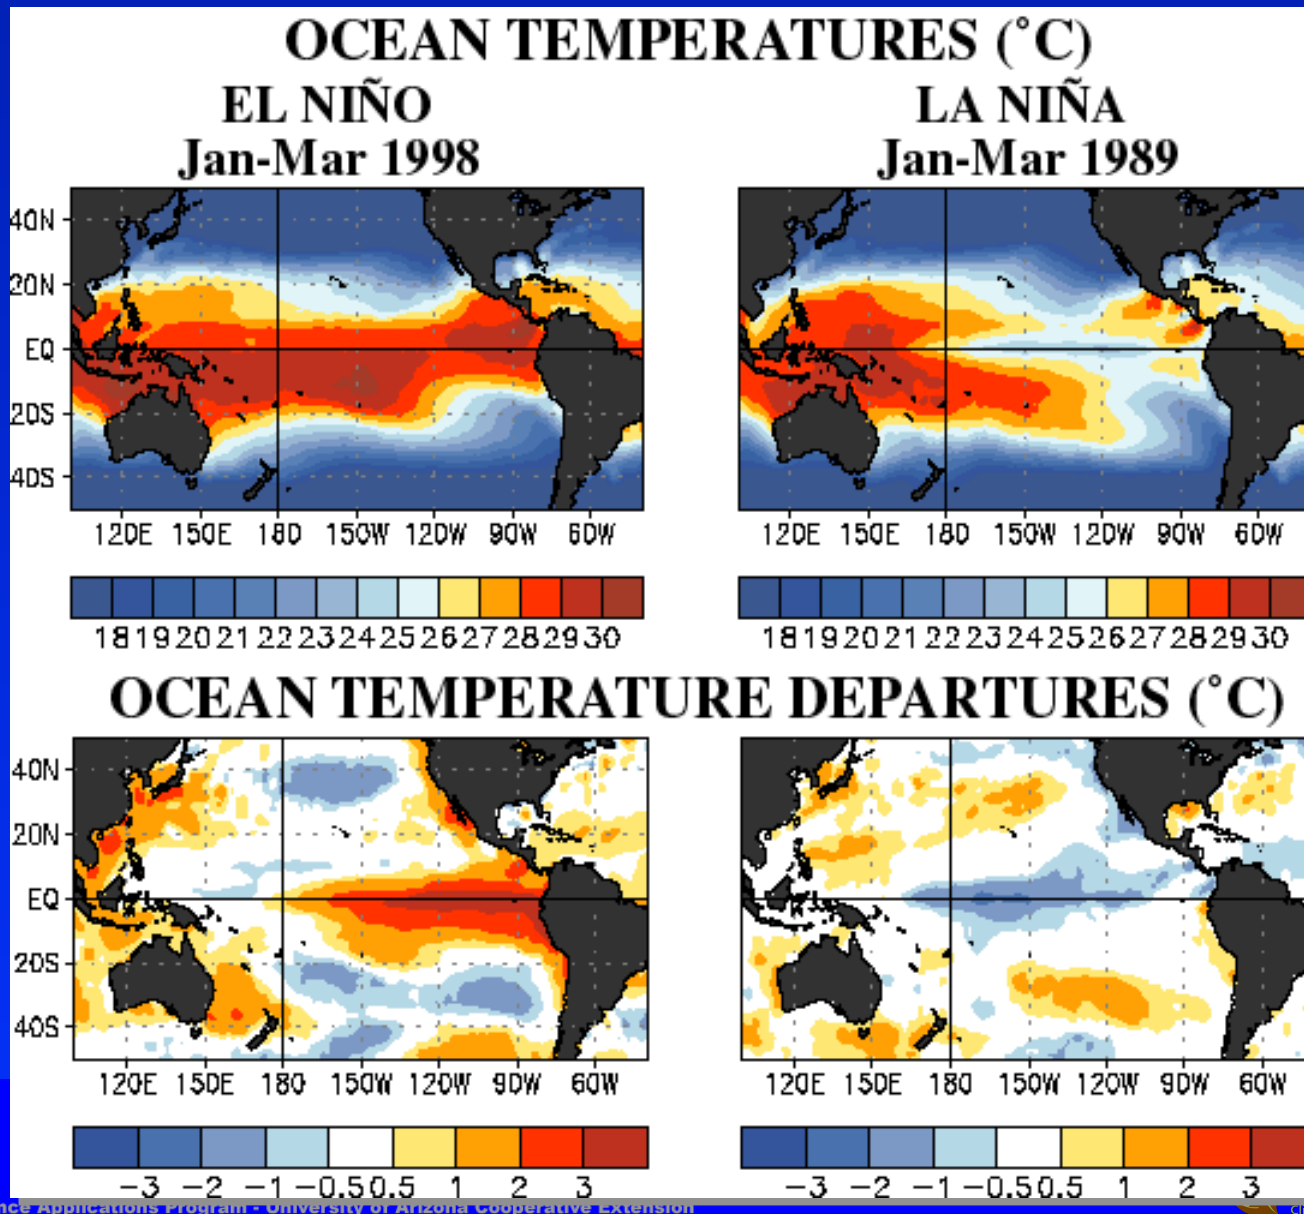 OCEAN TEMPERATURES (˚C)
EL NIÑO
LA NIÑA
Jan-Mar 1998
Jan-Mar 1989
40N
20N
EQ
20S
40S
120E 150E 180 150W 120W 90W 60W
120E 150E 180 150W 120W 90W 60W
18 19 20 21 22 23 24 25 26 27 28 29 30
18 19 20 21 22 23 24 25 26 27 28 29 30
OCEAN TEMPERATURE DEPARTURES (˚C)
40N
20N
EQ
20S
40S
120E 150E 180 150W 120W 90W 60W
120E 150E 180 150W 120W 90W 60W
−3 −2 −1 −0.5 0.5 1 2 3
−3 −2 −1 −0.5 0.5 1 2 3
nce Applications Program - University of Arizona Cooperative Extension